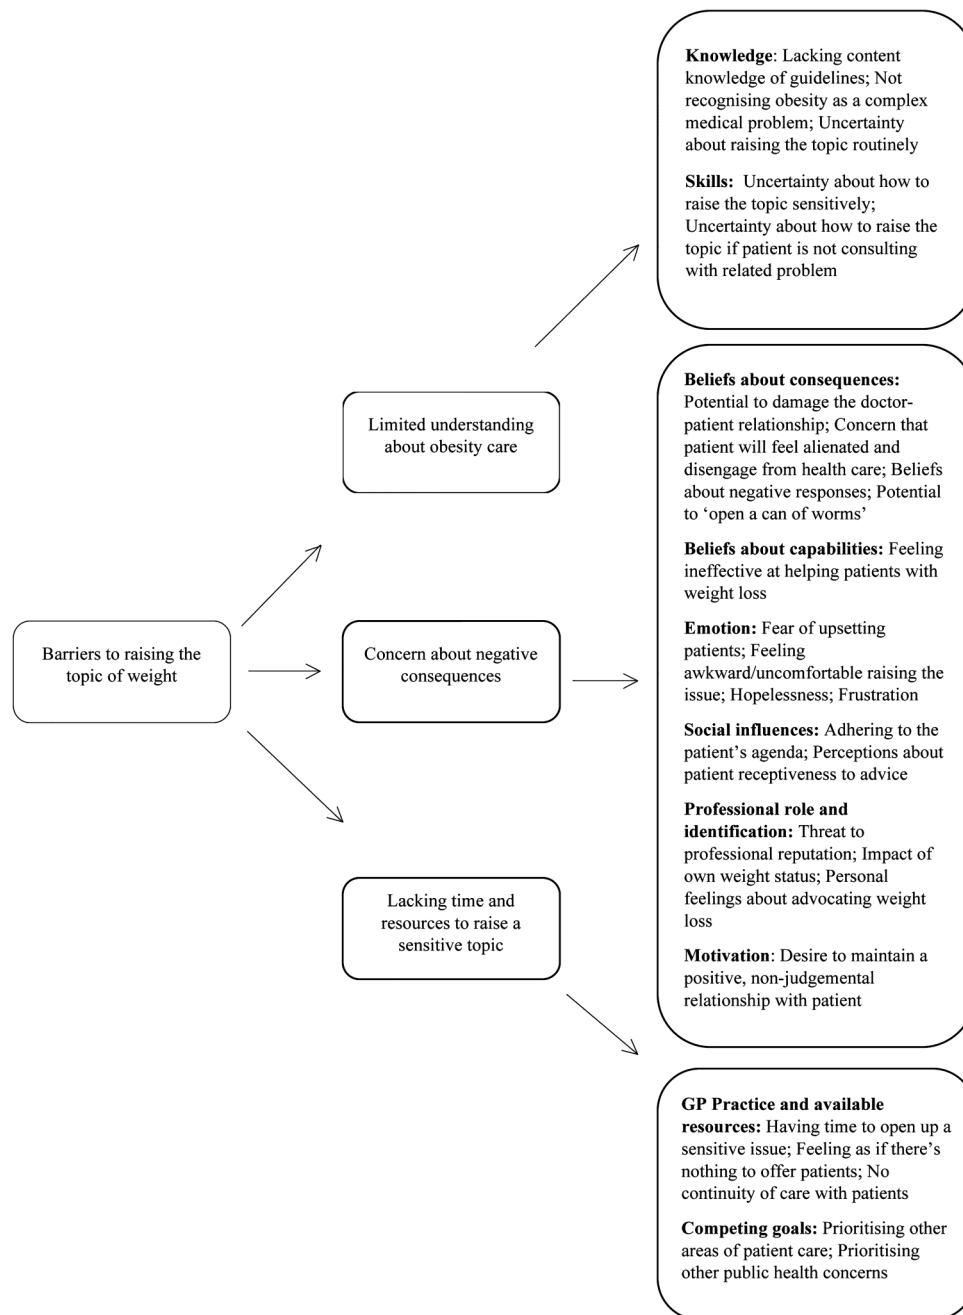 Barriers to raising the
topic of weight
Limited understanding
about obesity care
Concern about negative
consequences
Lacking time and
resources to raise a
sensitive topic
Knowledge: Lacking content
knowledge of guidelines; Not
recognising obesity as a complex
medical problem; Uncertainty
about raising the topic routinely
Skills:  Uncertainty about how to
raise the topic sensitively;
Uncertainty about how to raise the
topic if patient is not consulting
with related problem
Beliefs about consequences:
Potential to damage the doctor-
patient relationship; Concern that
patient will feel alienated and
disengage from health care; Beliefs
about negative responses; Potential
to ‘open a can of worms’
Beliefs about capabilities: Feeling
ineffective at helping patients with
weight loss
Emotion: Fear of upsetting
patients; Feeling
awkward/uncomfortable raising the
issue; Hopelessness; Frustration
Social influences: Adhering to the
patient’s agenda; Perceptions about
patient receptiveness to advice
Professional role and
identification: Threat to
professional reputation; Impact of
own weight status; Personal
feelings about advocating weight
loss
Motivation: Desire to maintain a
positive, non-judgemental
relationship with patient
GP Practice and available
resources: Having time to open up a
sensitive issue; Feeling as if there’s
nothing to offer patients; No
continuity of care with patients
Competing goals: Prioritising other
areas of patient care; Prioritising
other public health concerns